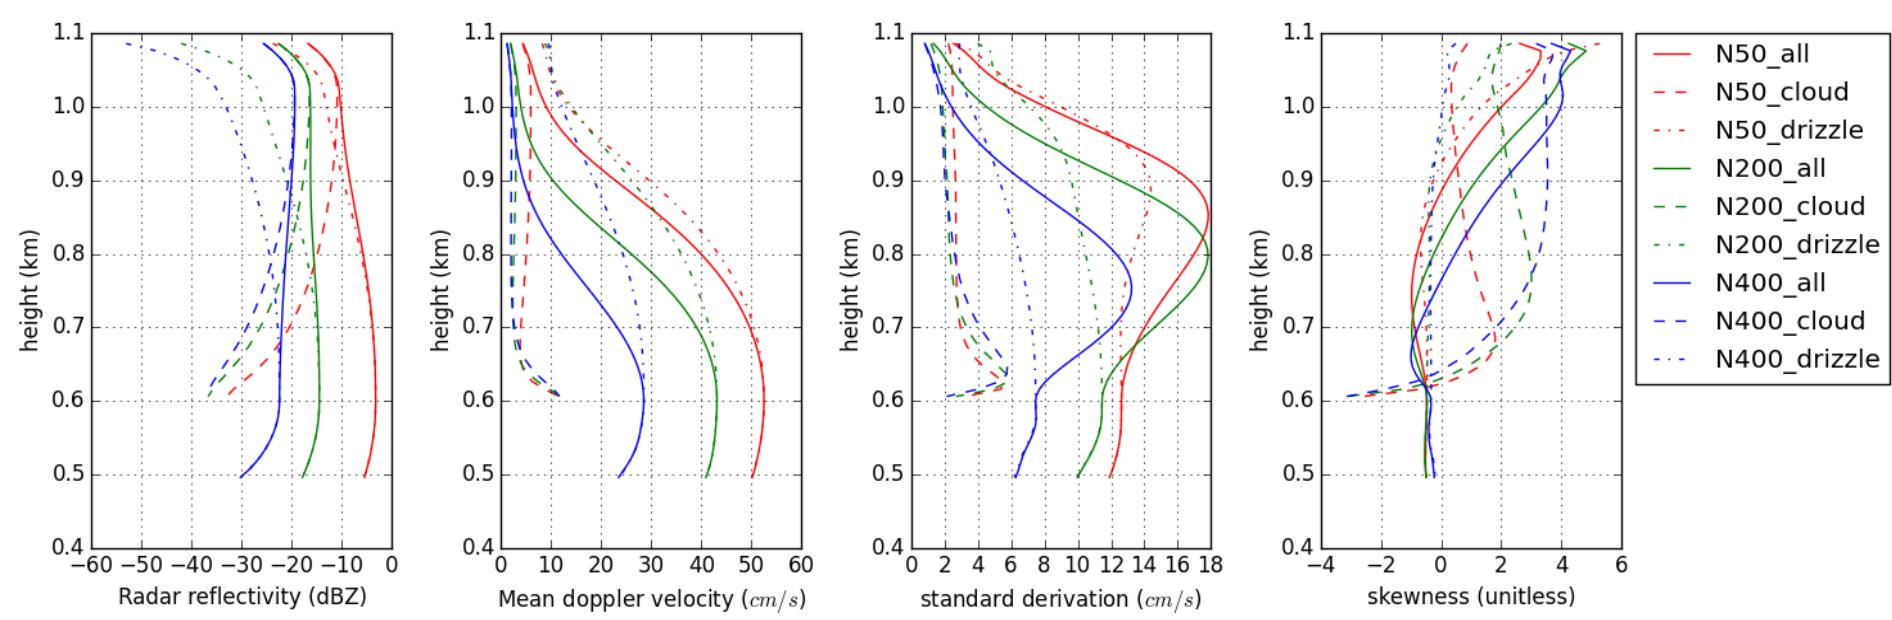 1.1
1.0
0.9
0.8
0.7
0.6
0.5
0.4
height (km)
−60 −50 −40 −30 −20 −10 0
Radar reflectivity (dBZ)
1.1
1.0
0.9
0.8
0.7
0.6
0.5
0.4
height (km)
0 10 20 30 40 50 60
Mean doppler velocity (cm/s)
1.1
1.0
0.9
0.8
0.7
0.6
0.5
0.4
height (km)
0 2 4 6 8 10 12 14 16 18
standard derivation (cm/s)
1.1
1.0
0.9
0.8
0.7
0.6
0.5
0.4
height (km)
−4 −2 0 2 4 6
skewness (unitless)
N50_all
N50_cloud
N50_drizzle
N200_all
N200_cloud
N200_drizzle
N400_all
N400_cloud
N400_drizzle